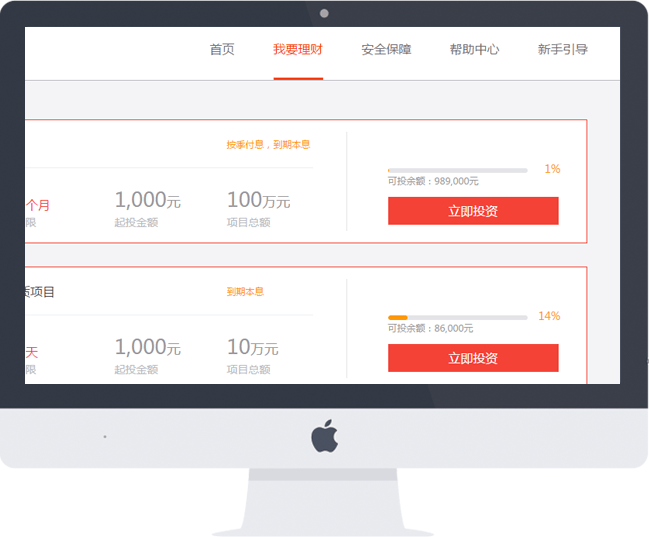 首页 我要理财 安全保障 帮助中心 新手引导
按季付息，到期本息
1%
可投余额：989,000元
个月 1,000元 100万元
限 起投金额 项目总额
立即投资
项目 到期本息
14%
可投余额：86,000元
天 1,000元 10万元
限 起投金额 项目总额
立即投资